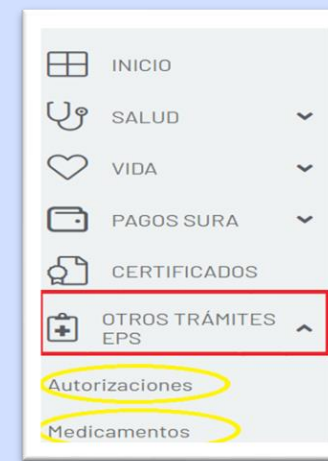 INICIO
SALUD
VIDA
PAGOS SURA
CERTIFICADOS
OTROS TRÁMITES
EPS
Autorizaciones
Medicamentos